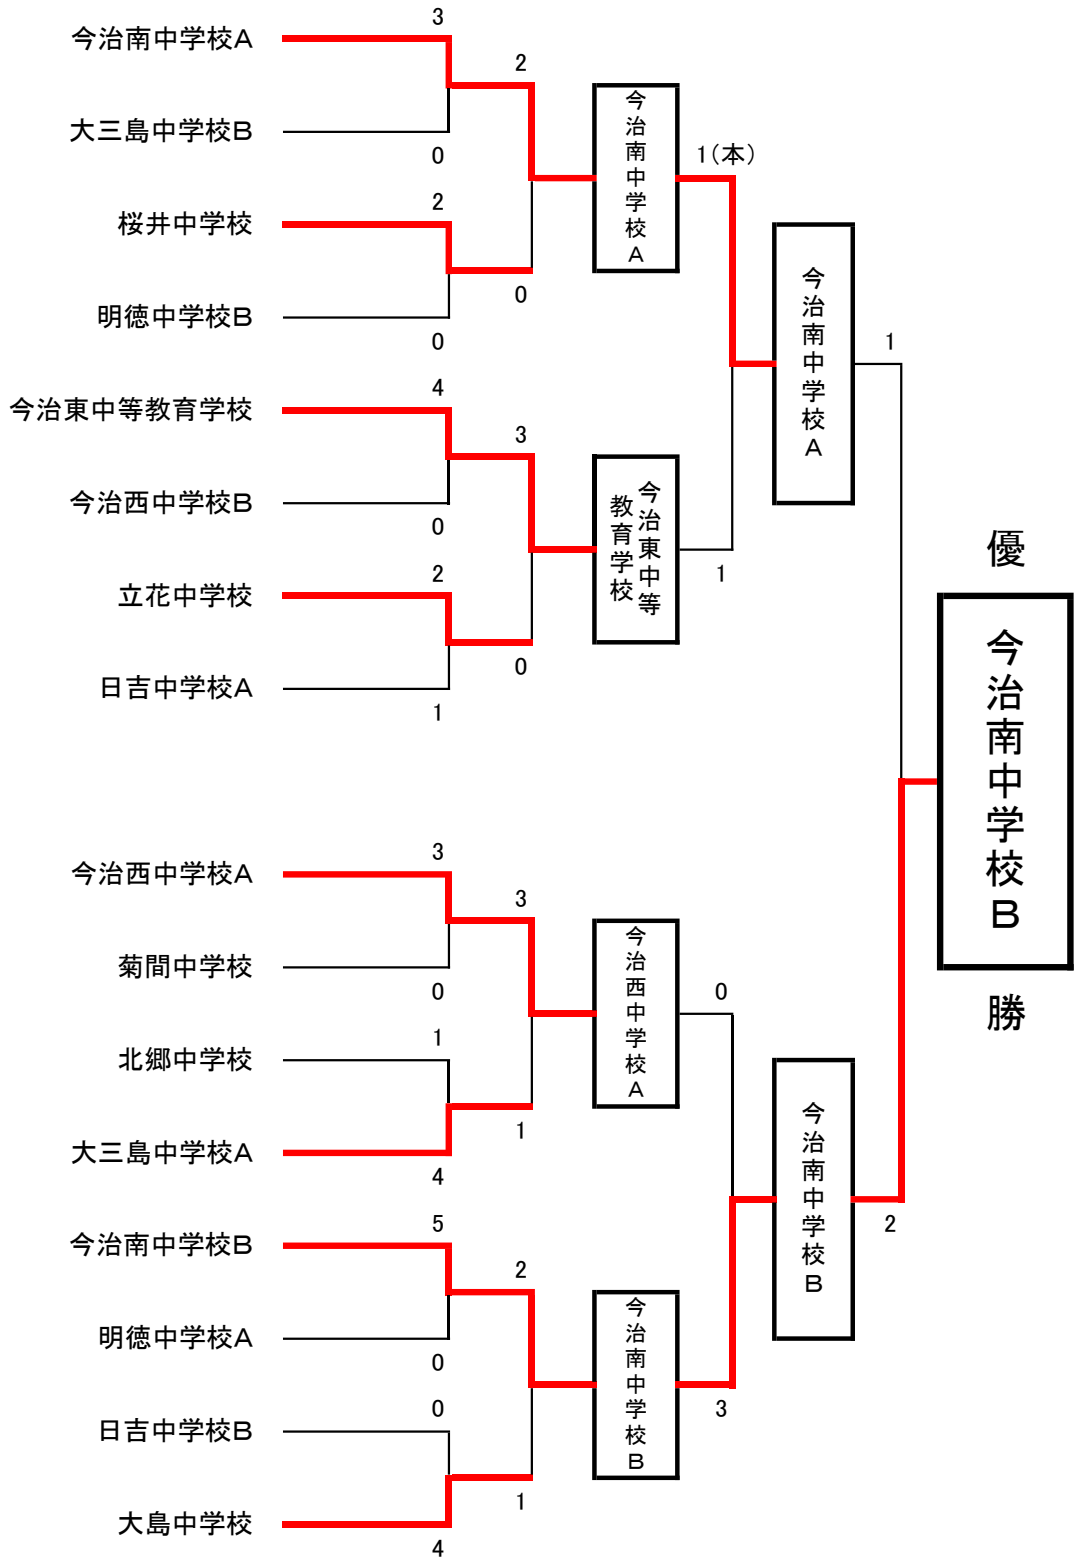 3
今治南中学校A
2
大三島中学校B
0
今治南中学校A
1(本)
2
桜井中学校
0
明徳中学校B
0
今治南中学校A
1
4
今治東中等教育学校
3
今治西中学校B
0
今治東中等
教育学校
1
2
立花中学校
0
日吉中学校A
1
優
今治南中学校B
勝
3
今治西中学校A
3
菊間中学校
0
今治西中学校A
0
1
北郷中学校
1
大三島中学校A
4
今治南中学校B
2
5
今治南中学校B
2
明徳中学校A
0
今治南中学校B
3
0
日吉中学校B
1
大島中学校
4